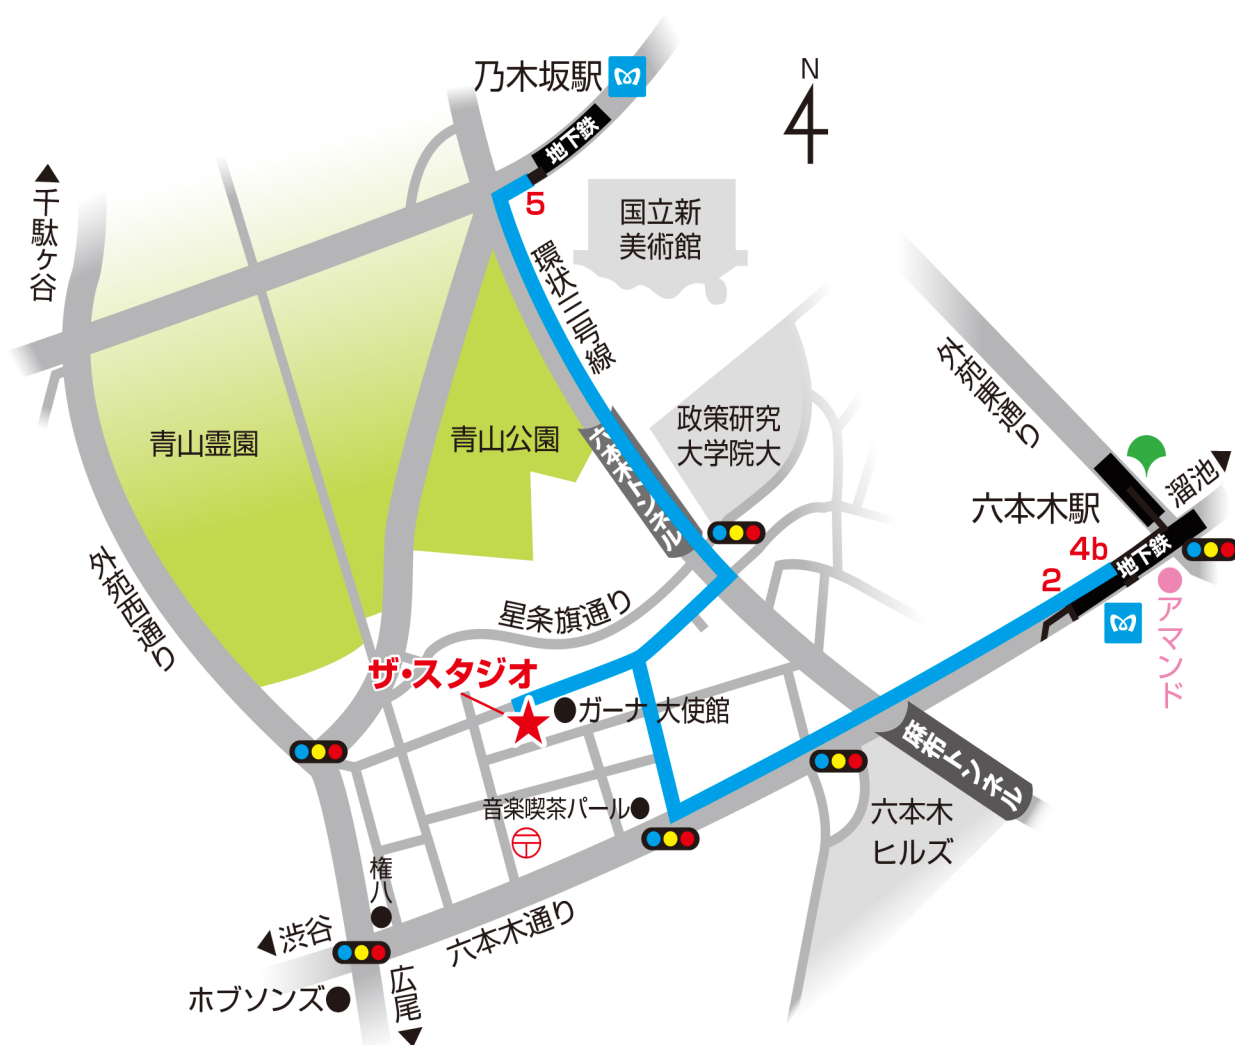 乃木坂駅
N
地下鉄
5
千駄ヶ谷
国立新
美術館
環状三号線
外苑東通り
青山霊園
青山公園
政策研究
大学院大
六本木トンネル
溜池
六本木駅
4b
地下鉄
2
アマンド
外苑西通り
星条旗通り
ザ・スタジオ
ガーナ 大使館
麻布トンネル
音楽喫茶パール
六本木
ヒルズ
権八
六本木通り
渋谷
広尾
ホブソンズ